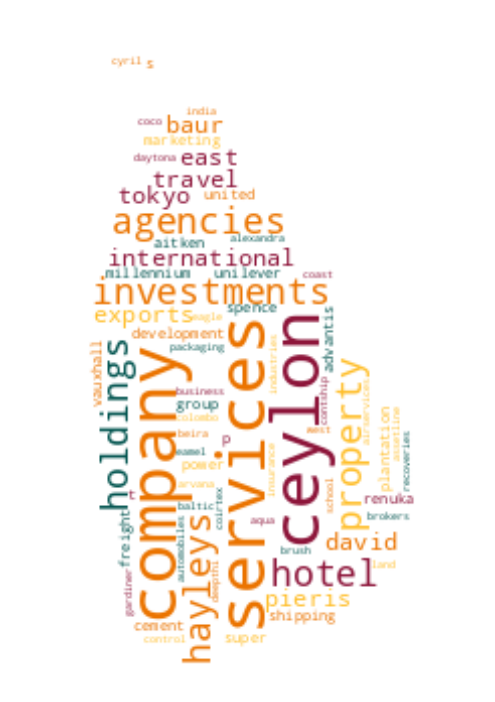 cyril s
india
coco baur
marketing
daytona east
travel
tokyo united
agencies
aitken alexandra
international
millennium unilever coast
investments
exports eagle spence
development
packaging
advantis
vauxhall
holdings
company
services
ceylon
industries
contship
property
airservices
plantation
assetline
recoveries
business
group
colombo
beira
p
west
eamel
power
insurance
arvana
t
school
renuka
baltic
coirtex
aqua
brokers
freight
automobiles
hayleys
deepthi
brush
david
hotel
land
gardiner
pieris
cement
shipping
control
super